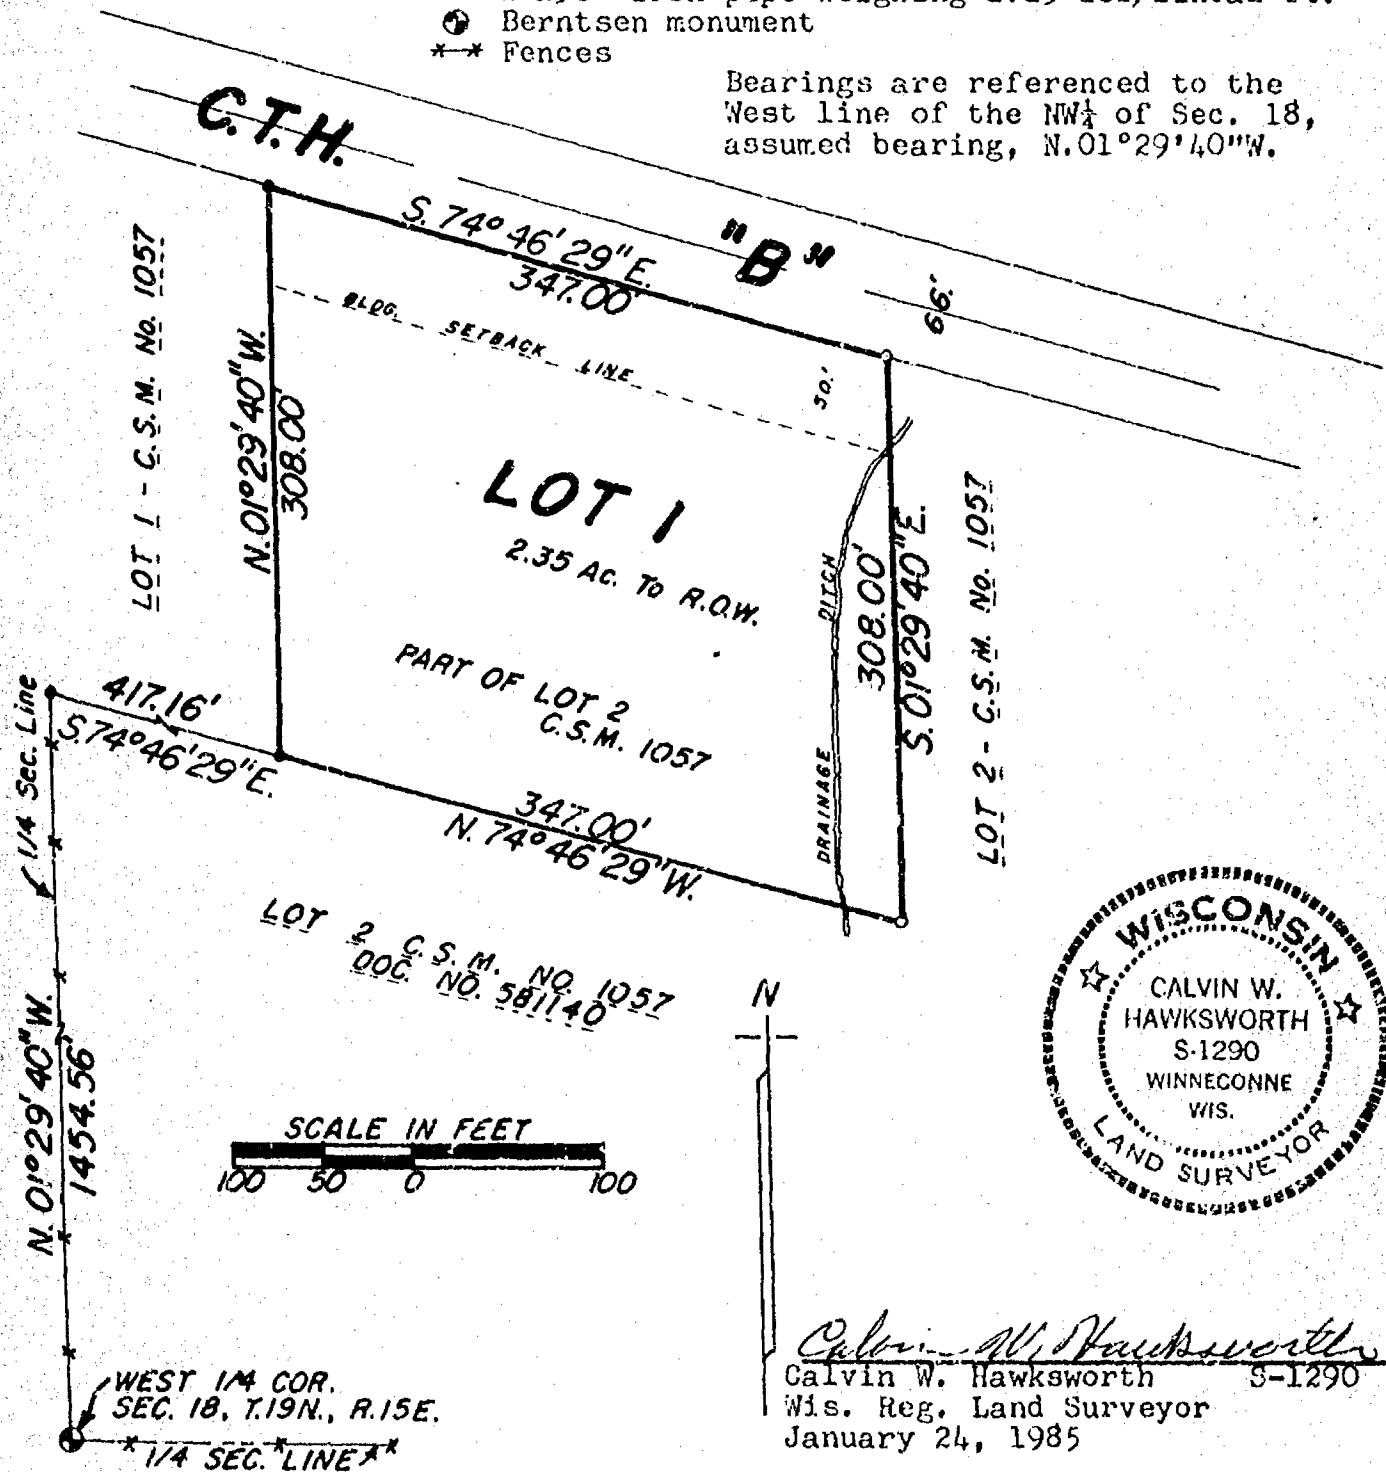 Iron pipe weighing
Berntsen monument
Fences
Bearings are referenced to the
West line of the NW¼ of Sec. 18,
assumed bearing, N.01°29'40"W.
C.T.H. "B"
66'
S. 74° 46' 29" E.
347.00'
BLDG. SETBACK LINE
50.'
LOT 1 - C.S.M. No. 1057
N.01°29'40"W.
308.00'
LOT 1
2.35 AC. TO R.O.W.
PART OF LOT 2
C.S.M. 1057
DRAINAGE DITCH
308.00'
S.01°29'40"E.
LOT 2 - C.S.M. No. 1057
417.16'
S.74°46'29"E.
1/4 Sec. Line
347.00'
N.74°46'29"W.
LOT 2 C.S.M. NO. 1057
DOC. NO. 581140
N
N.01°29'40"W.
1454.56'
SCALE IN FEET
100 50 0 100
WISCONSIN
CALVIN W.
HAWKSWORTH
S-1290
WINNECONNE
WIS.
LAND SURVEYOR
WEST 1/4 COR.
SEC. 18, T.19N., R.15E.
1/4 SEC. LINE
Calvin W. Hawksworth
Calvin W. Hawksworth S-1290
Wis. Reg. Land Surveyor
January 24, 1985